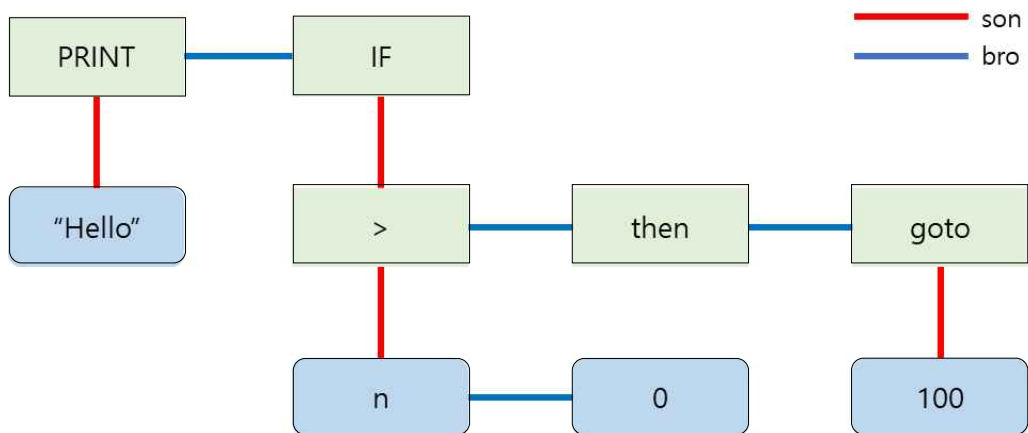 PRINT
IF
son
bro
“Hello”
>
then
goto
n
0
100